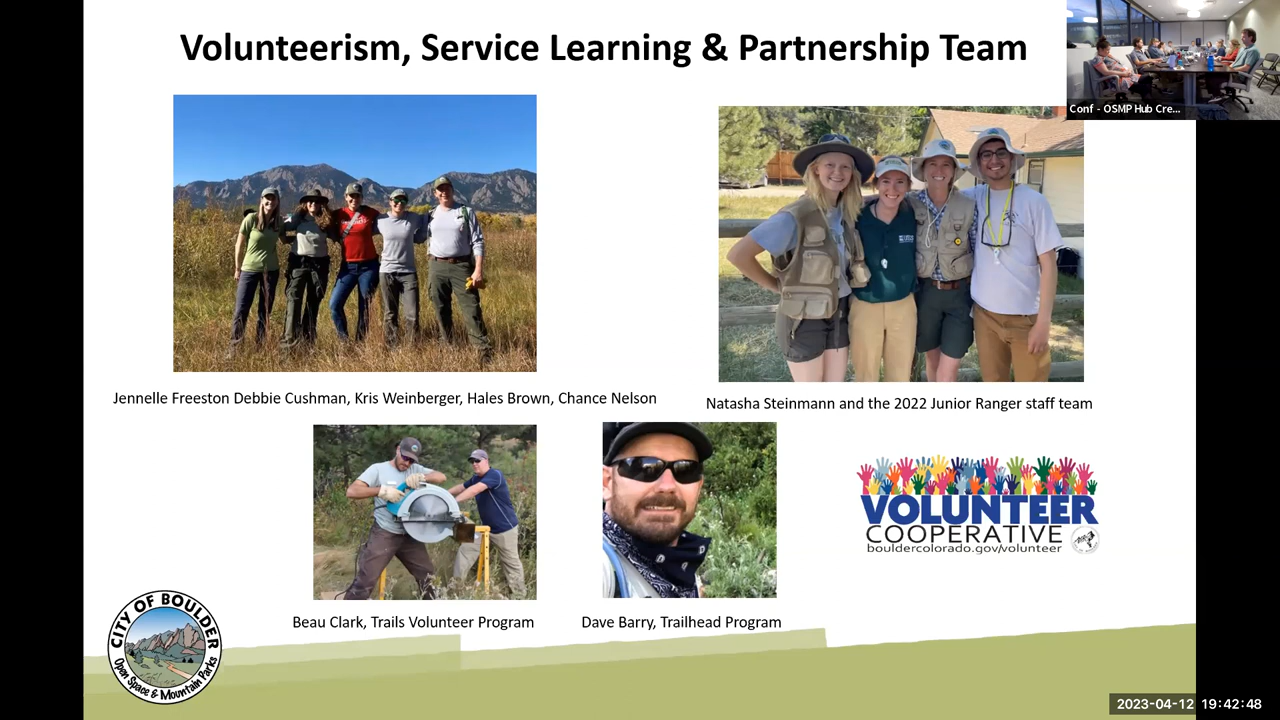 Volunteerism, Service Learning & Partnership Team
Conf - OSMP Hub Cre...
Jennelle Freeston Debbie Cushman, Kris Weinberger, Hales Brown, Chance Nelson
Natasha Steinmann and the 2022 Junior Ranger staff team
VOLUNTEER
COOPERATIVE
bouldercolorado.gov/volunteer
Beau Clark, Trails Volunteer Program
Dave Barry, Trailhead Program
CITY OF BOULDER
Open Space & Mountain Parks
2023-04-12 19:42:48